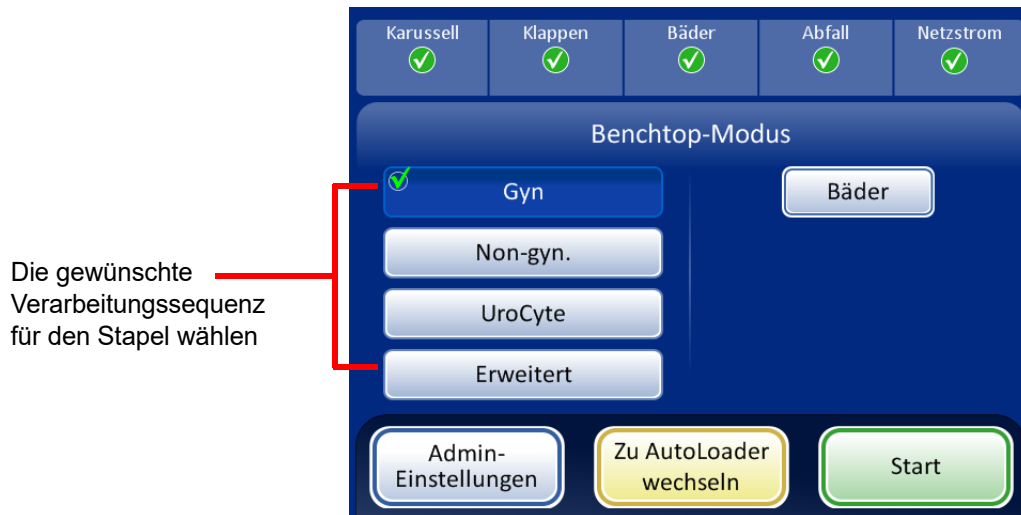 Karussell
Klappen
Bäder
Abfall
Netzstrom
Benchtop-Modus
Gyn
Bäder
Non-gyn.
UroCyte
Erweitert
Die gewünschte
Verarbeitungssequenz
für den Stapel wählen
Admin-
Einstellungen
Zu AutoLoader
wechseln
Start